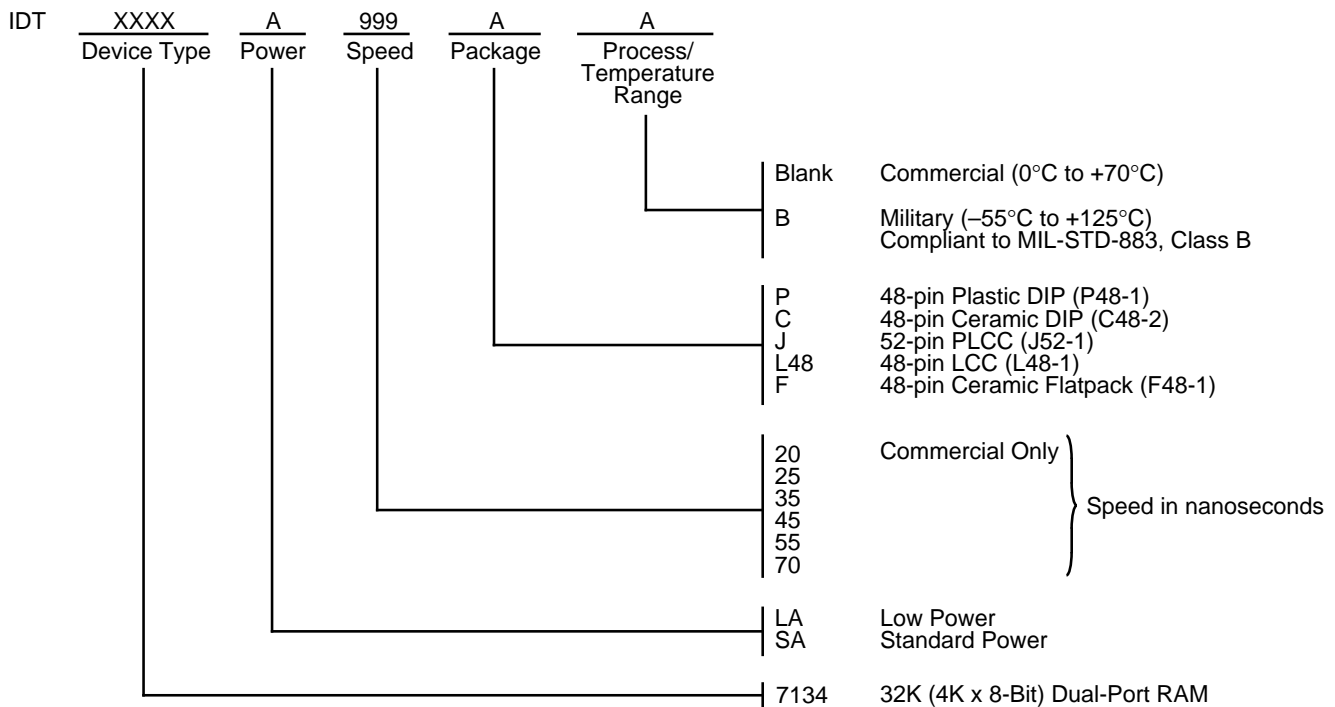 IDT XXXX A 999 A A
Device Type Power Speed Package Process/
Temperature
Range
Blank Commercial (0°C to +70°C)
B Military (–55°C to +125°C)
Compliant to MIL-STD-883, Class B
P 48-pin Plastic DIP (P48-1)
C 48-pin Ceramic DIP (C48-2)
J 52-pin PLCC (J52-1)
L48 48-pin LCC (L48-1)
F 48-pin Ceramic Flatpack (F48-1)
20 Commercial Only
25
35
45
55
70
Speed in nanoseconds
LA Low Power
SA Standard Power
7134 32K (4K x 8-Bit) Dual-Port RAM